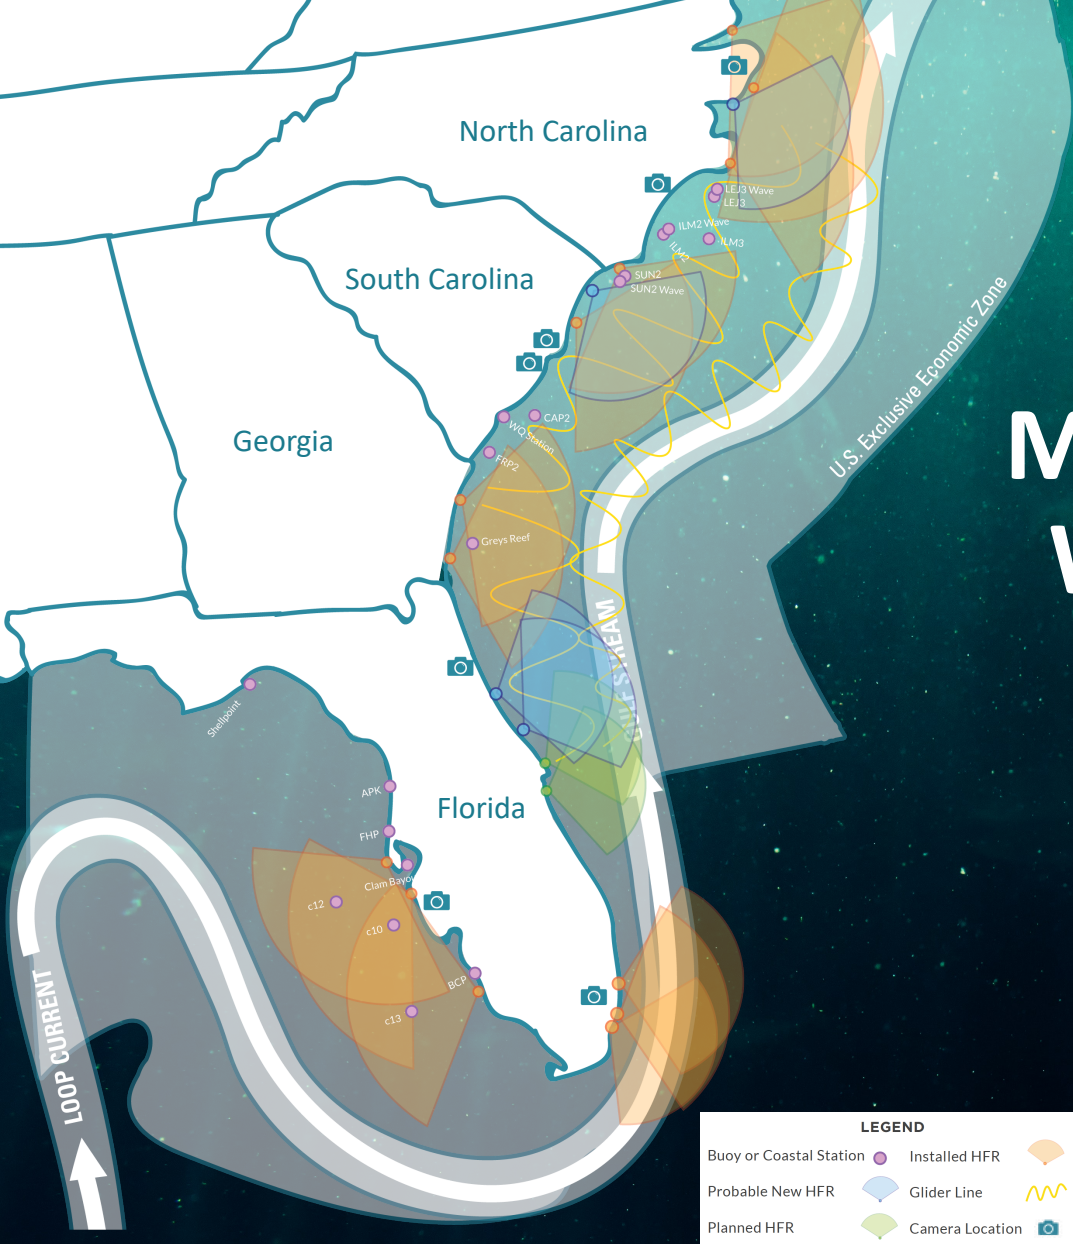 North Carolina
LEJ3 Wave
LEJ3
ILM2 Wave
ILM2
ILM3
South Carolina
SUN2
SUN2 Wave
U.S. Exclusive Economic Zone
M
Georgia
CAP2
WQ Station
FRP2
Greys Reef
W
GULF STREAM
Shellpoint
APK
Florida
FHP
Clam Bayou
c12
c10
BCP
c13
LOOP CURRENT
LEGEND
Buoy or Coastal Station
Installed HFR
Probable New HFR
Glider Line
Planned HFR
Camera Location